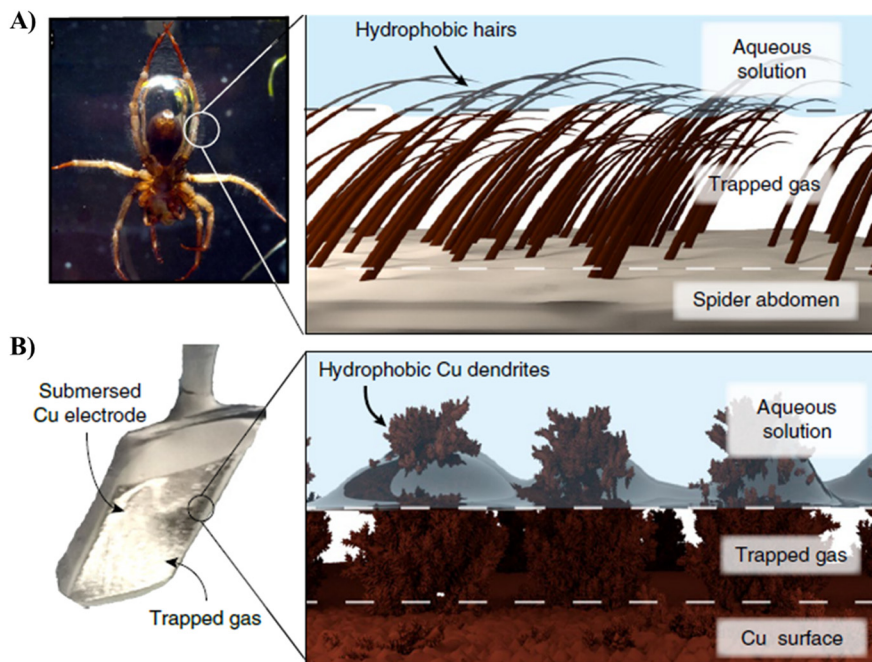 A)
Hydrophobic hairs
Aqueous
solution
Trapped gas
Spider abdomen
B)
Submersed
Cu electrode
Trapped gas
Hydrophobic Cu dendrites
Aqueous
solution
Trapped gas
Cu surface